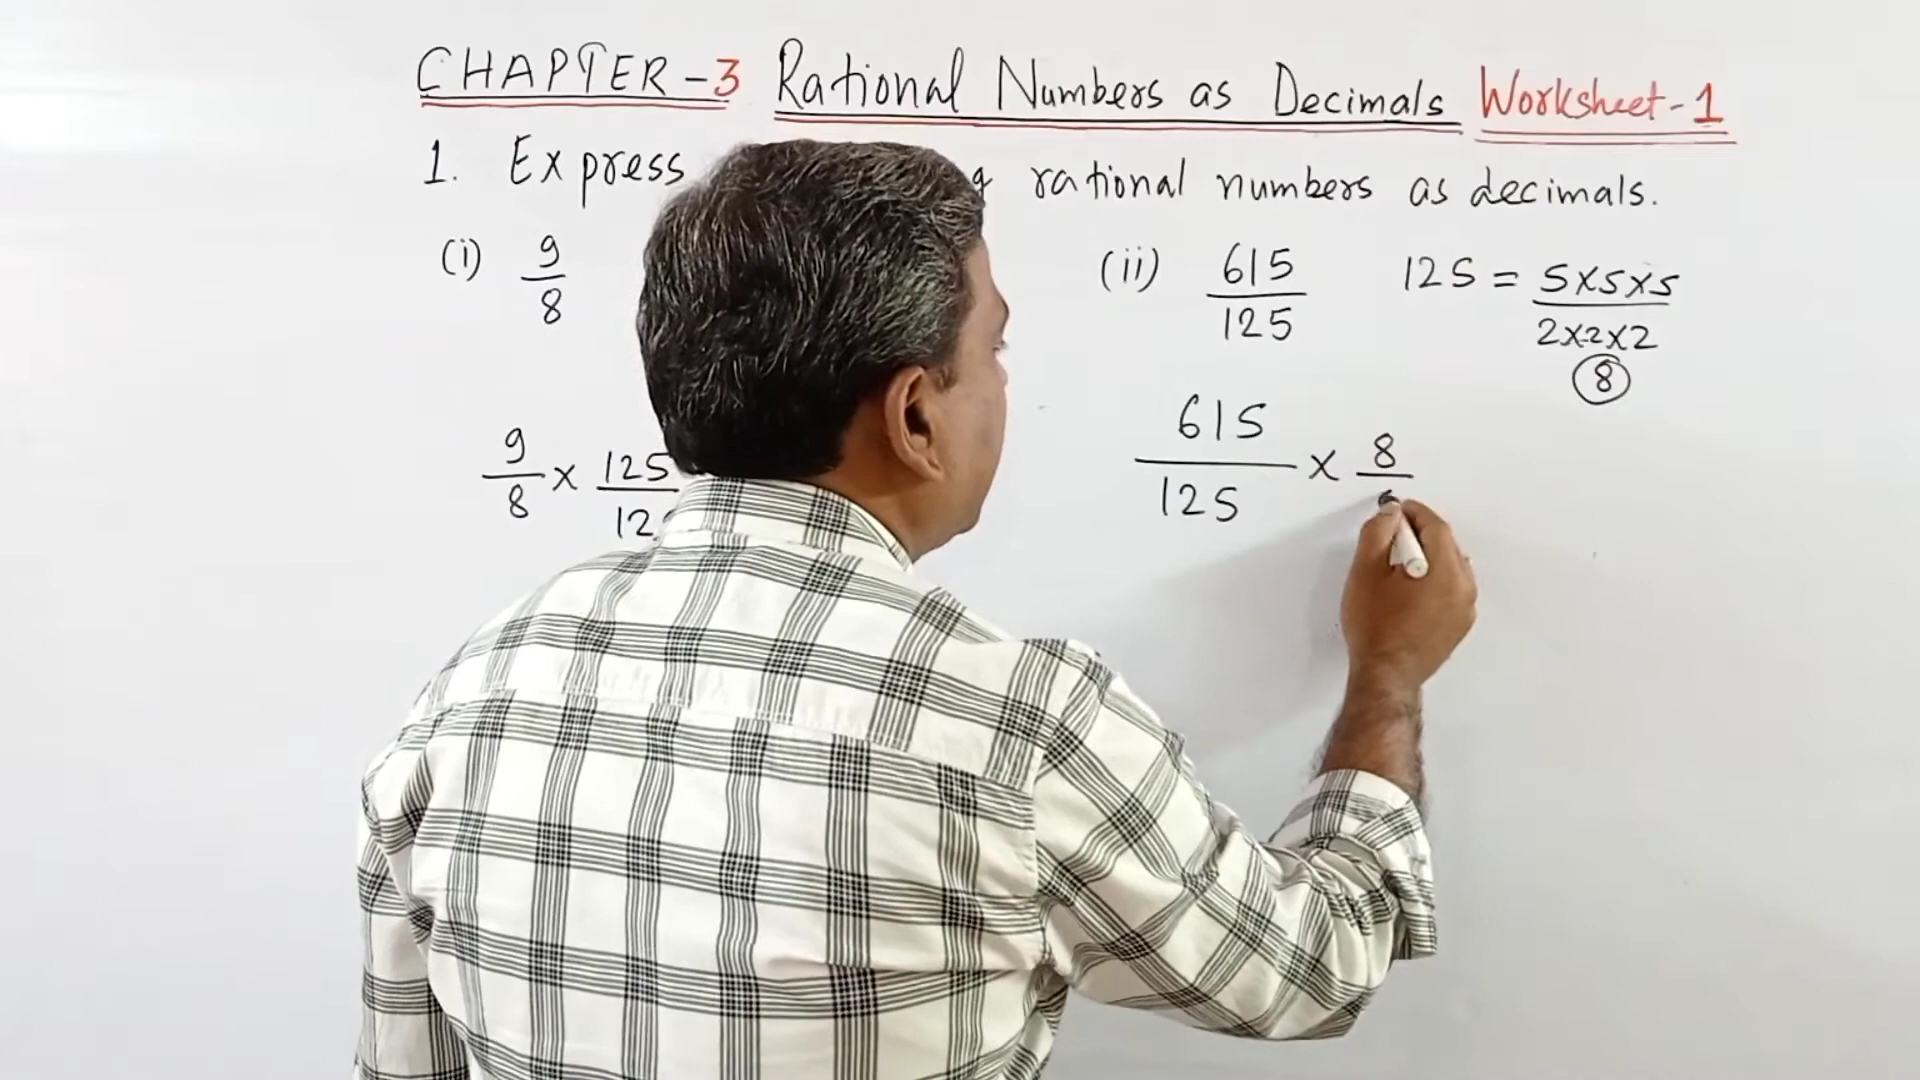 CHAPTER-3 Rational Numbers as Decimals Worksheet-1
1. Express rational numbers as decimals.
(i) 9/8 (ii) 615/125 125 = 5×5×5
2×2×2
8
9/8 × 125 615/125 × 8